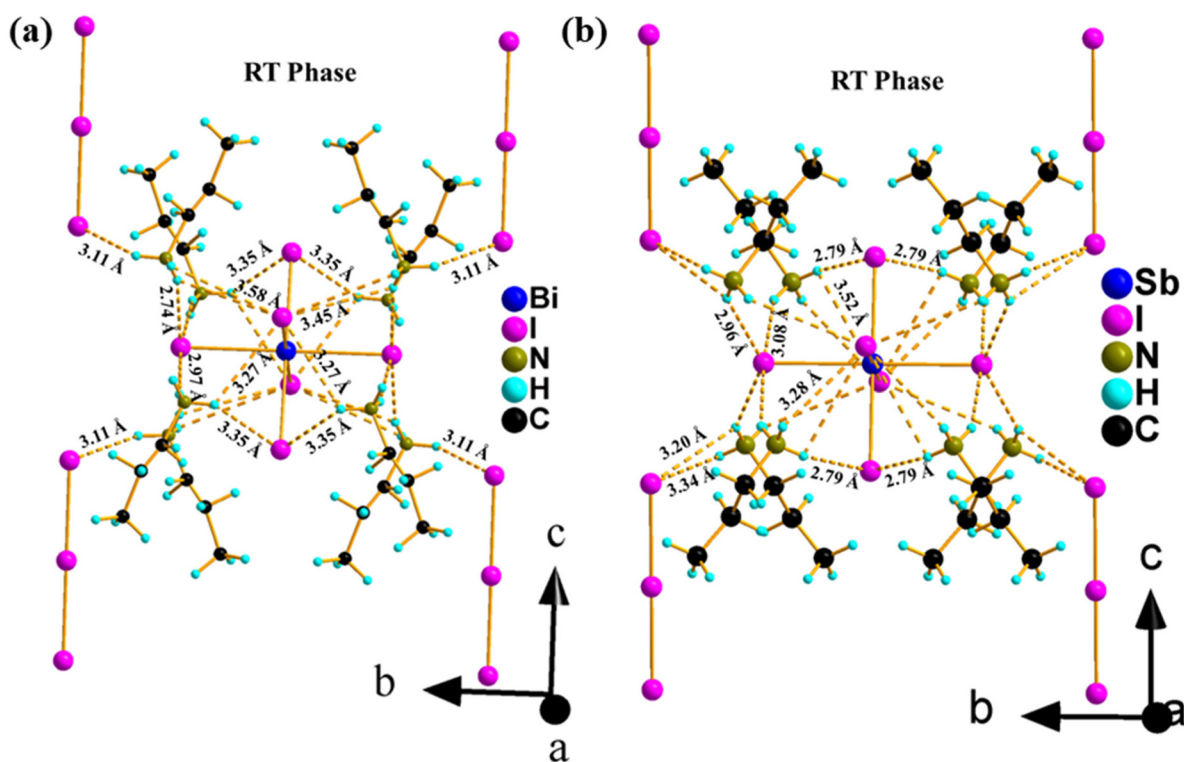 (a)
RT Phase
3.11 Å
3.35 Å
3.35 Å
3.11 Å
3.58 Å
2.74 Å
3.45 Å
2.97 Å
3.27 Å
3.27 Å
3.11 Å
3.35 Å
3.35 Å
3.11 Å
Bi
I
N
H
C
c
b
a
(b)
RT Phase
2.79 Å
2.79 Å
3.52 Å
2.96 Å
3.08 Å
3.28 Å
3.20 Å
3.34 Å
2.79 Å
2.79 Å
Sb
I
N
H
C
c
b
a